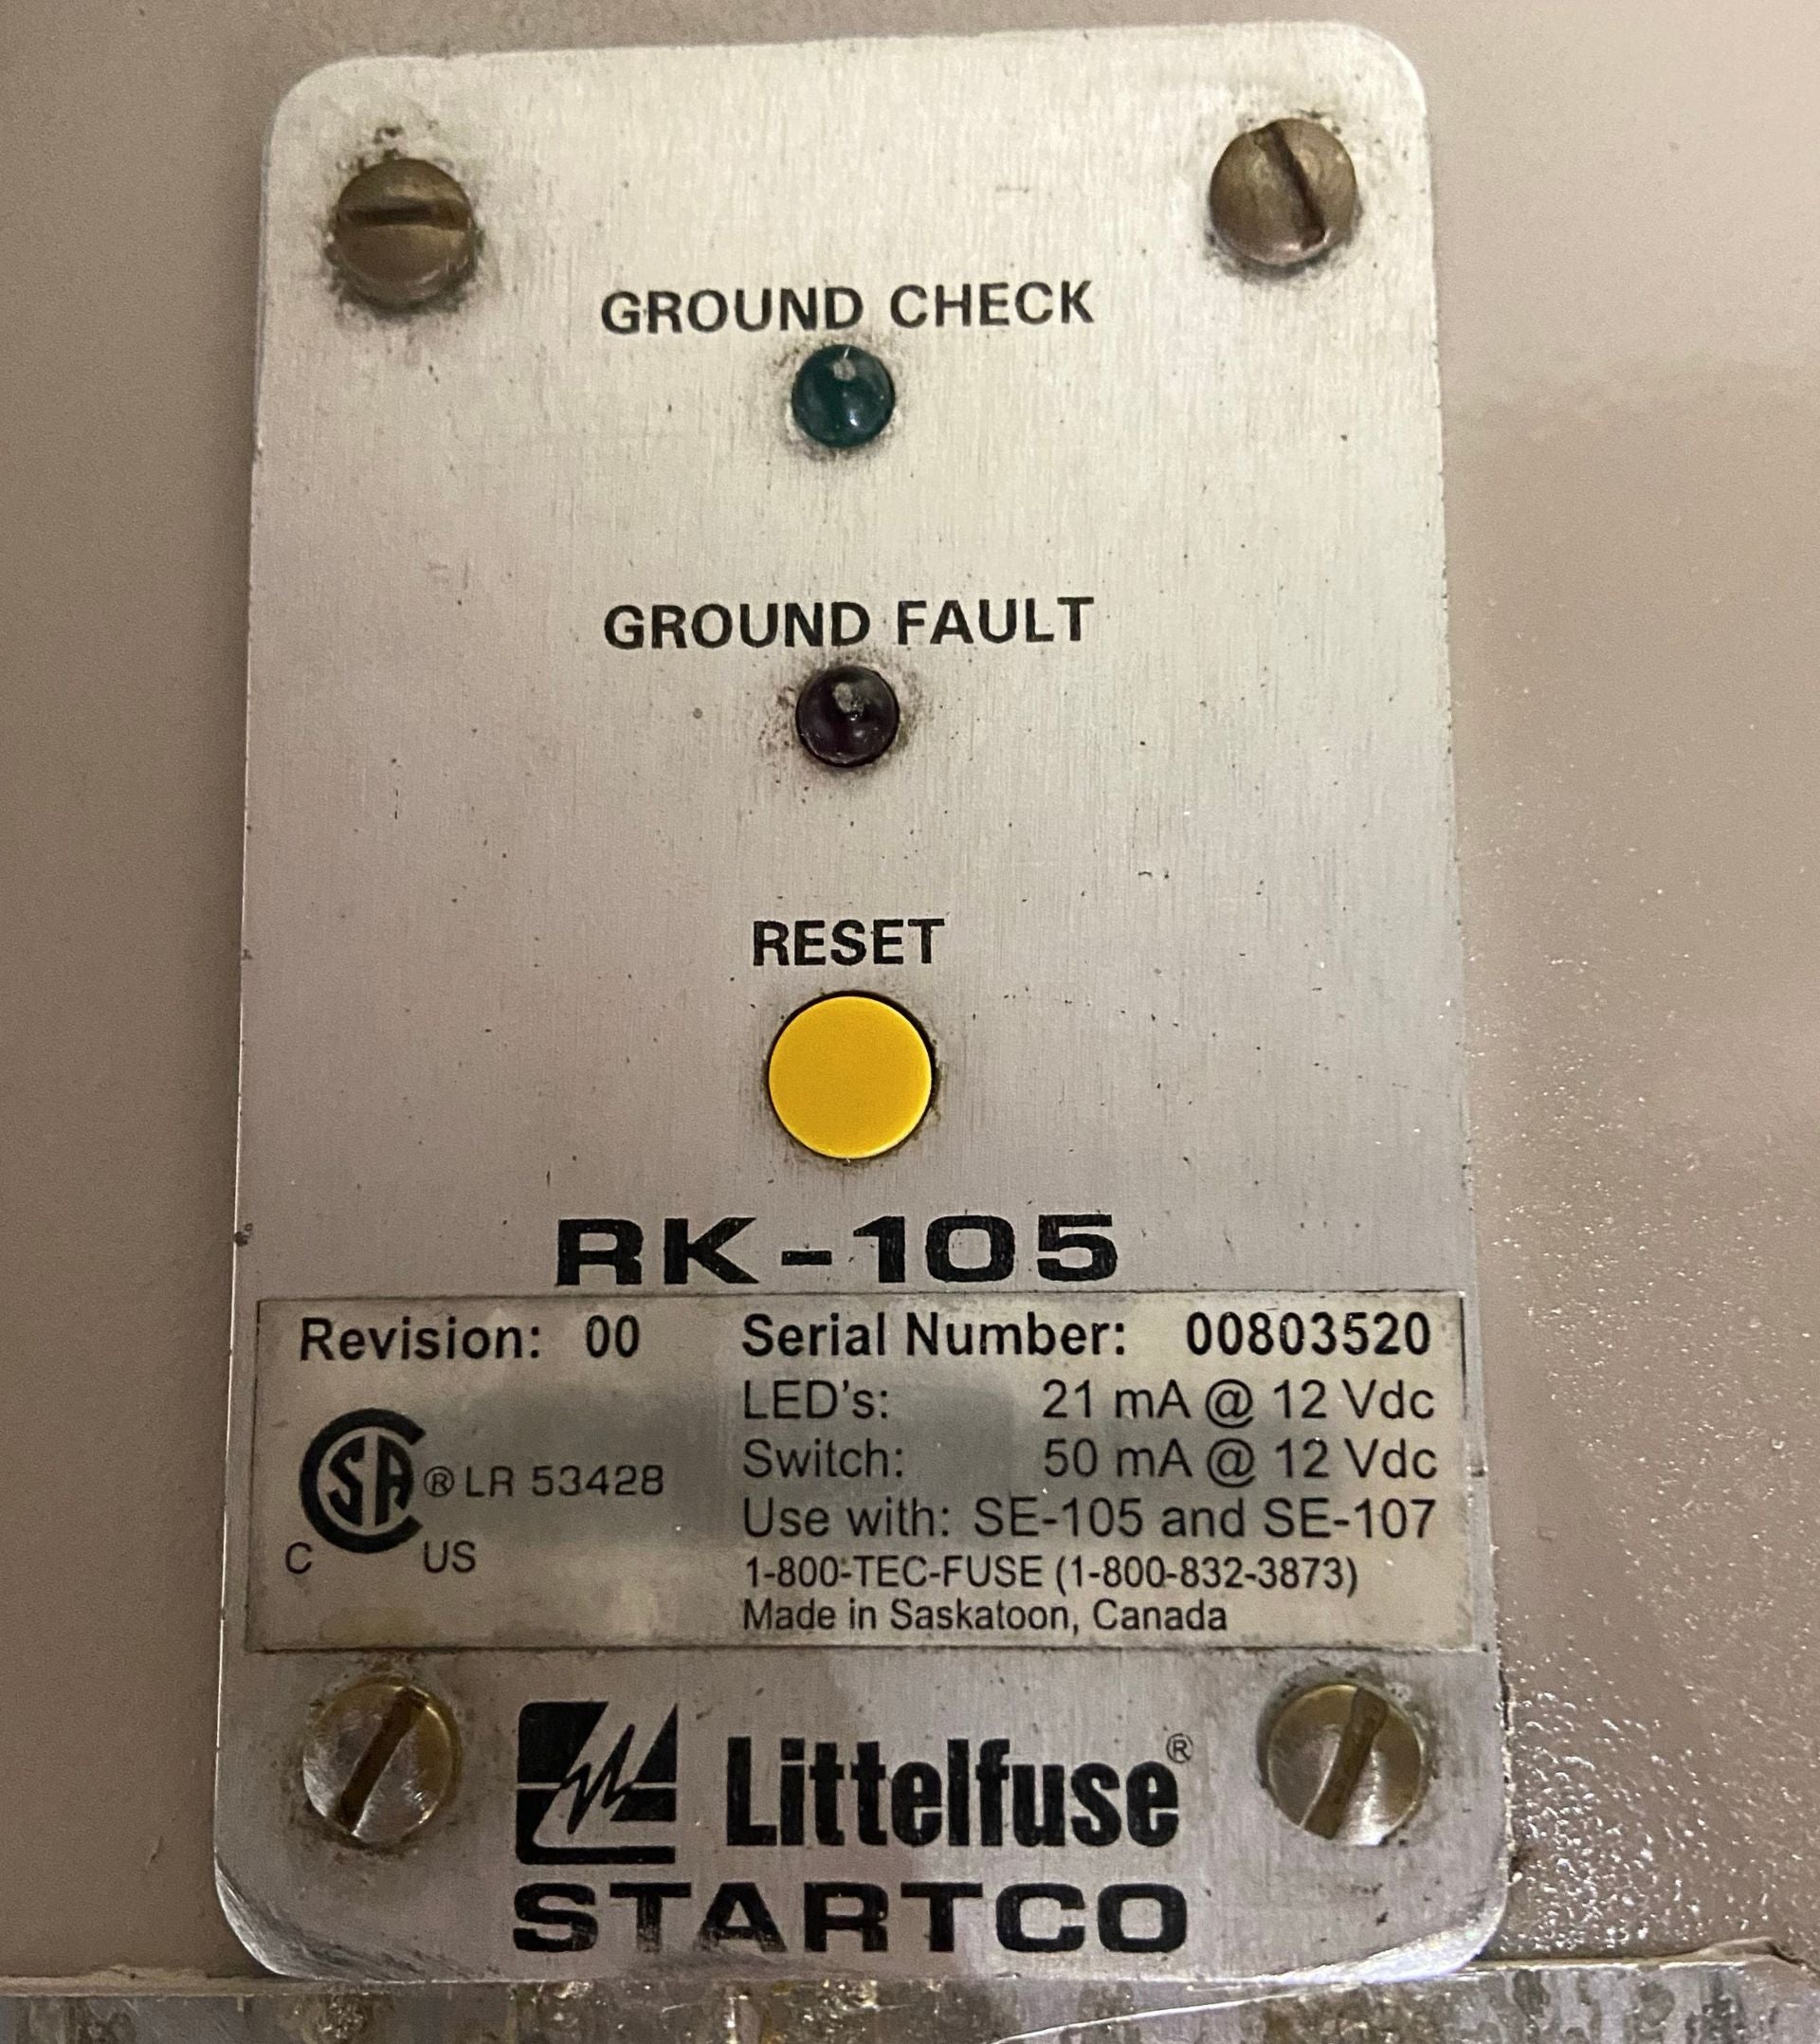 GROUND CHECK
GROUND FAULT
RESET
RK-105
Revision: 00 Serial Number: 00803520
LED's: 21 mA @ 12 Vdc
Switch: 50 mA @ 12 Vdc
SA ® LR 53428
C US
Use with: SE-105 and SE-107
1-800-TEC-FUSE (1-800-832-3873)
Made in Saskatoon, Canada
Littelfuse®
STARTCO